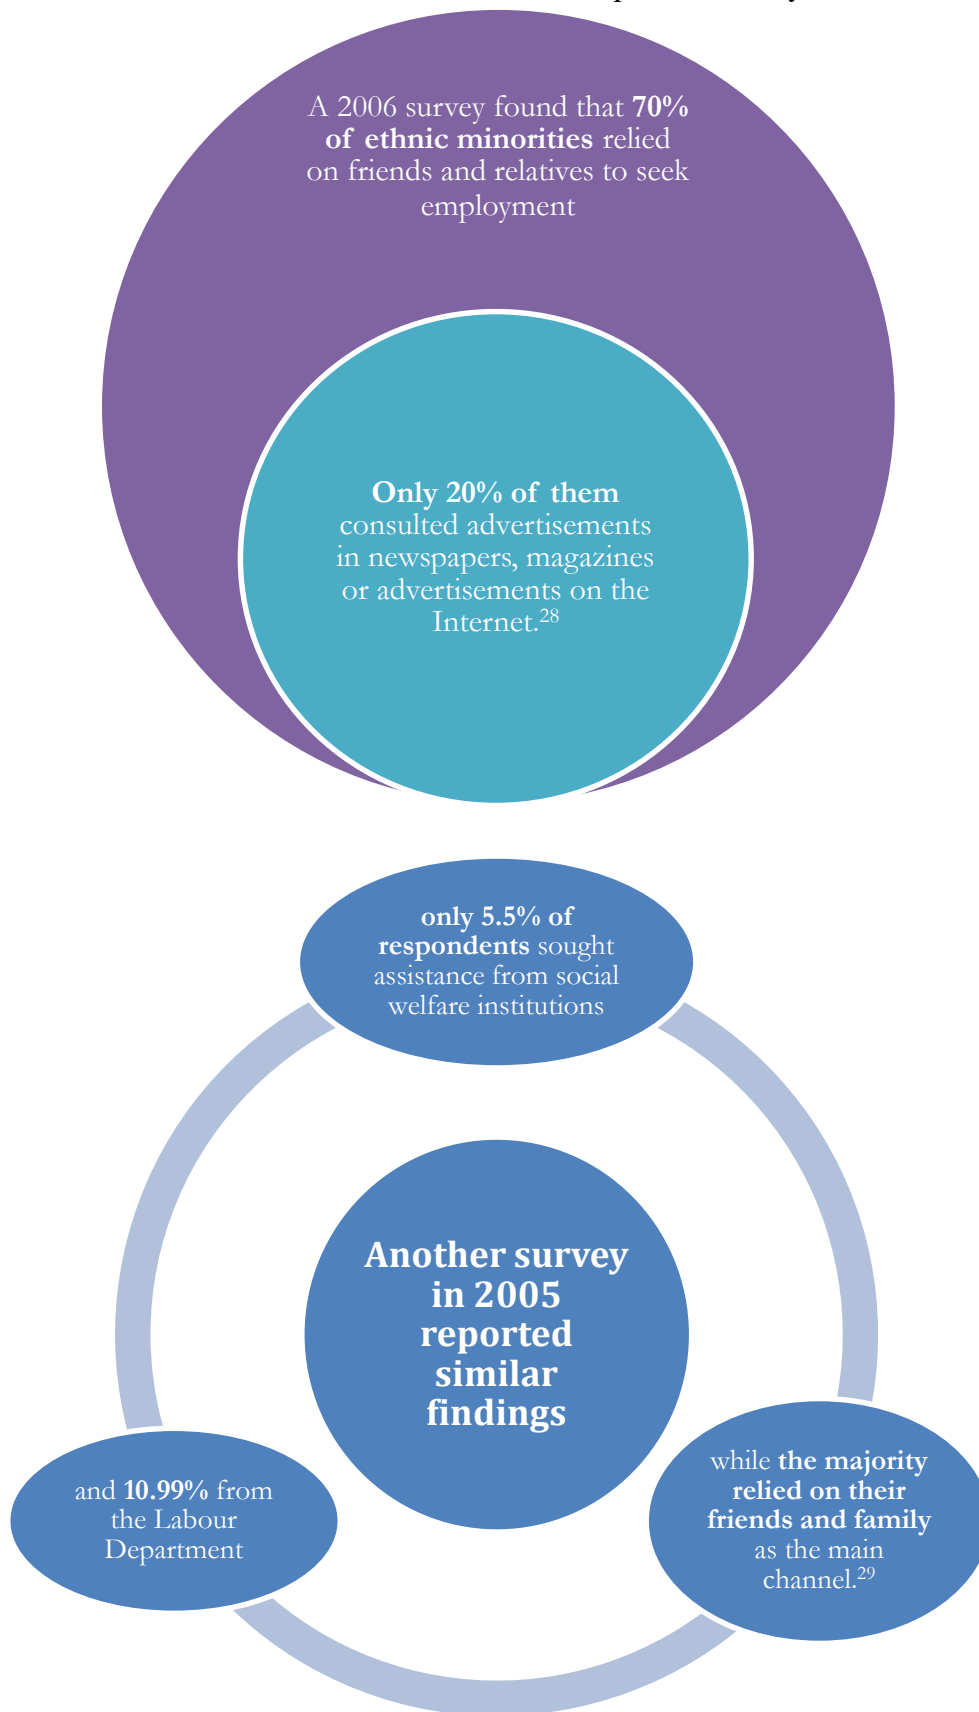 A 2006 survey found that 70%
of ethnic minorities relied
on friends and relatives to seek
employment
Only 20% of them
consulted advertisements
in newspapers, magazines
or advertisements on the
Internet.28
only 5.5% of
respondents sought
assistance from social
welfare institutions
Another survey
in 2005
reported
similar
findings
and 10.99% from
the Labour
Department
while the majority
relied on their
friends and family
as the main
channel.29